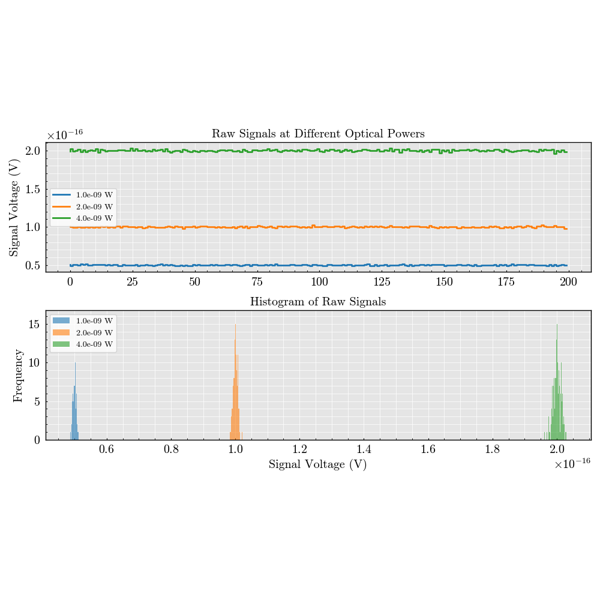 Raw Signals at Different Optical Powers
×10⁻¹⁶
Signal Voltage (V)
2.0
1.5
1.0
0.5
1.0e-09 W
2.0e-09 W
4.0e-09 W
0 25 50 75 100 125 150 175 200
Histogram of Raw Signals
Frequency
15
10
5
0
1.0e-09 W
2.0e-09 W
4.0e-09 W
0.6 0.8 1.0 1.2 1.4 1.6 1.8 2.0
Signal Voltage (V)
×10⁻¹⁶